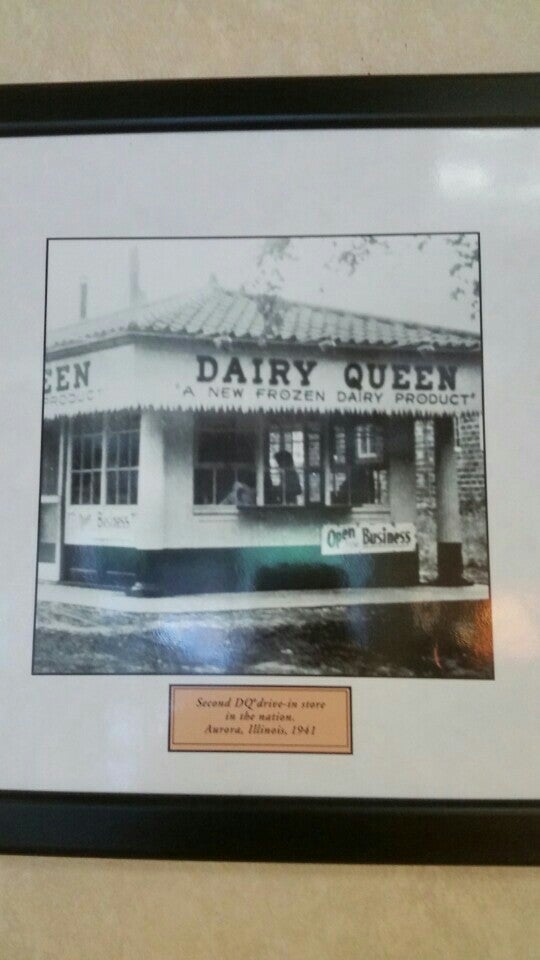 EEN
PRODUCT"
DAIRY QUEEN
"A NEW FROZEN DAIRY PRODUCT"
Open Business
Open Business
Second DQ® drive-in store
in the nation.
Aurora, Illinois, 1941